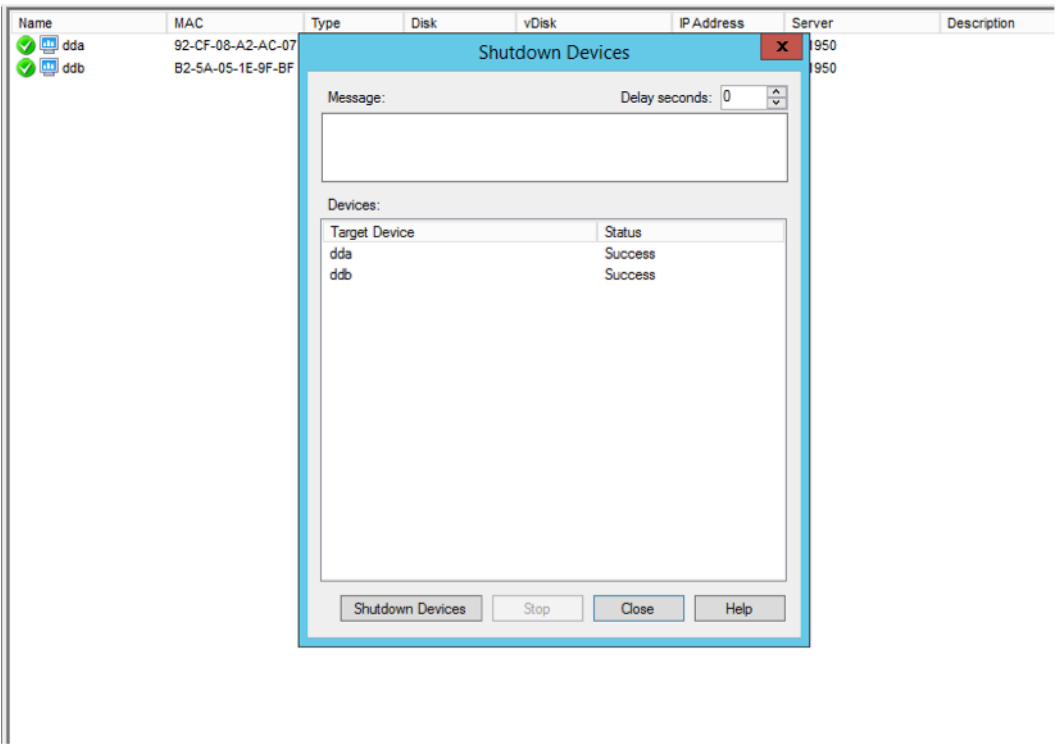 Name MAC Type Disk vDisk IP Address Server Description
dda 92-CF-08-A2-AC-07 1950
ddb B2-5A-05-1E-9F-BF 1950
Shutdown Devices x
Message: Delay seconds: 0
Devices:
Target Device Status
dda Success
ddb Success
Shutdown Devices Stop Close Help